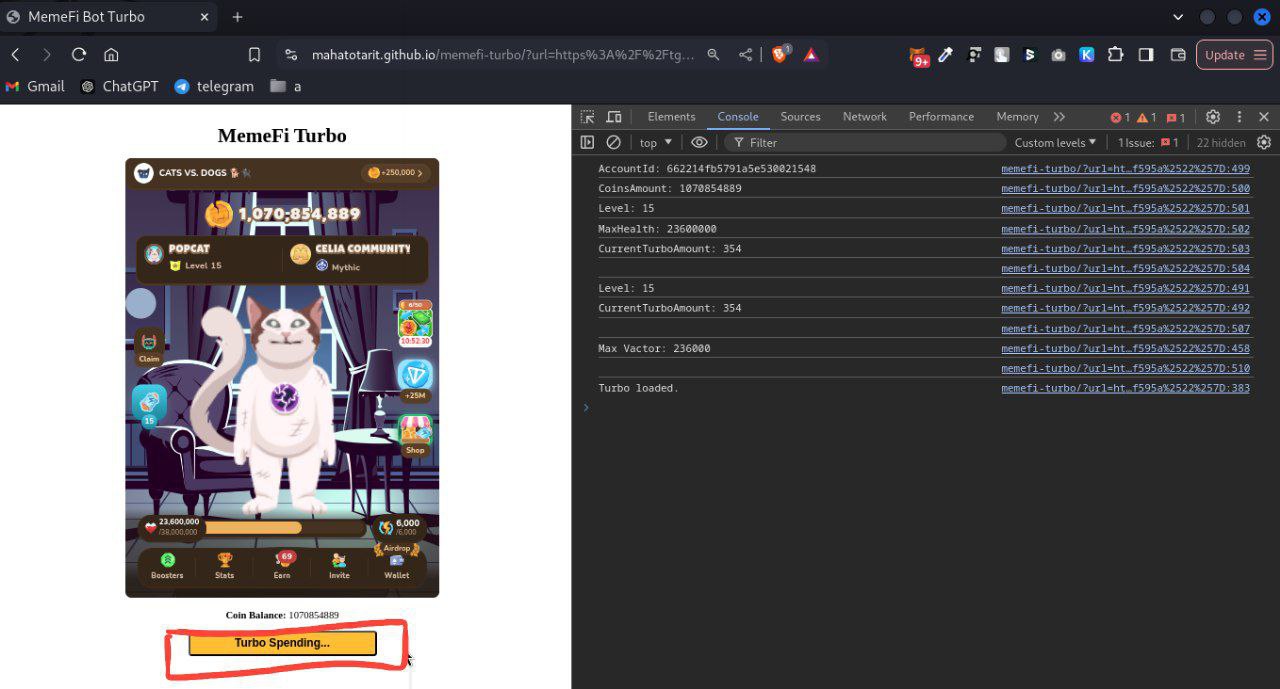 MemeFi Bot Turbo
mahatotarit.github.io/memefi-turbo/?url=https%3A%2F%2Ftg...
1
9+
Update
Gmail
ChatGPT
telegram
a
MemeFi Turbo
CATS VS. DOGS
+250,000
1,070,854,889
POPCAT
Level 15
CELIA COMMUNITY
Mythic
6/50
10:52:30
Claim
+25M
15
Shop
23,600,000
/38,000,000
6,000
/6,000
Airdrop
69
Boosters
Stats
Earn
Invite
Wallet
Coin Balance: 1070854889
Turbo Spending...
Elements
Console
Sources
Network
Performance
Memory
1
1
1
top
Filter
Custom levels
1 Issue: 1
22 hidden
AccountId: 662214fb5791a5e530021548 memefi-turbo/?url=ht…f595a%2522%257D:499
CoinsAmount: 1070854889 memefi-turbo/?url=ht…f595a%2522%257D:500
Level: 15 memefi-turbo/?url=ht…f595a%2522%257D:501
MaxHealth: 23600000 memefi-turbo/?url=ht…f595a%2522%257D:502
CurrentTurboAmount: 354 memefi-turbo/?url=ht…f595a%2522%257D:503
memefi-turbo/?url=ht…f595a%2522%257D:504
Level: 15 memefi-turbo/?url=ht…f595a%2522%257D:491
CurrentTurboAmount: 354 memefi-turbo/?url=ht…f595a%2522%257D:492
memefi-turbo/?url=ht…f595a%2522%257D:507
Max Vactor: 236000 memefi-turbo/?url=ht…f595a%2522%257D:458
memefi-turbo/?url=ht…f595a%2522%257D:510
Turbo loaded. memefi-turbo/?url=ht…f595a%2522%257D:383